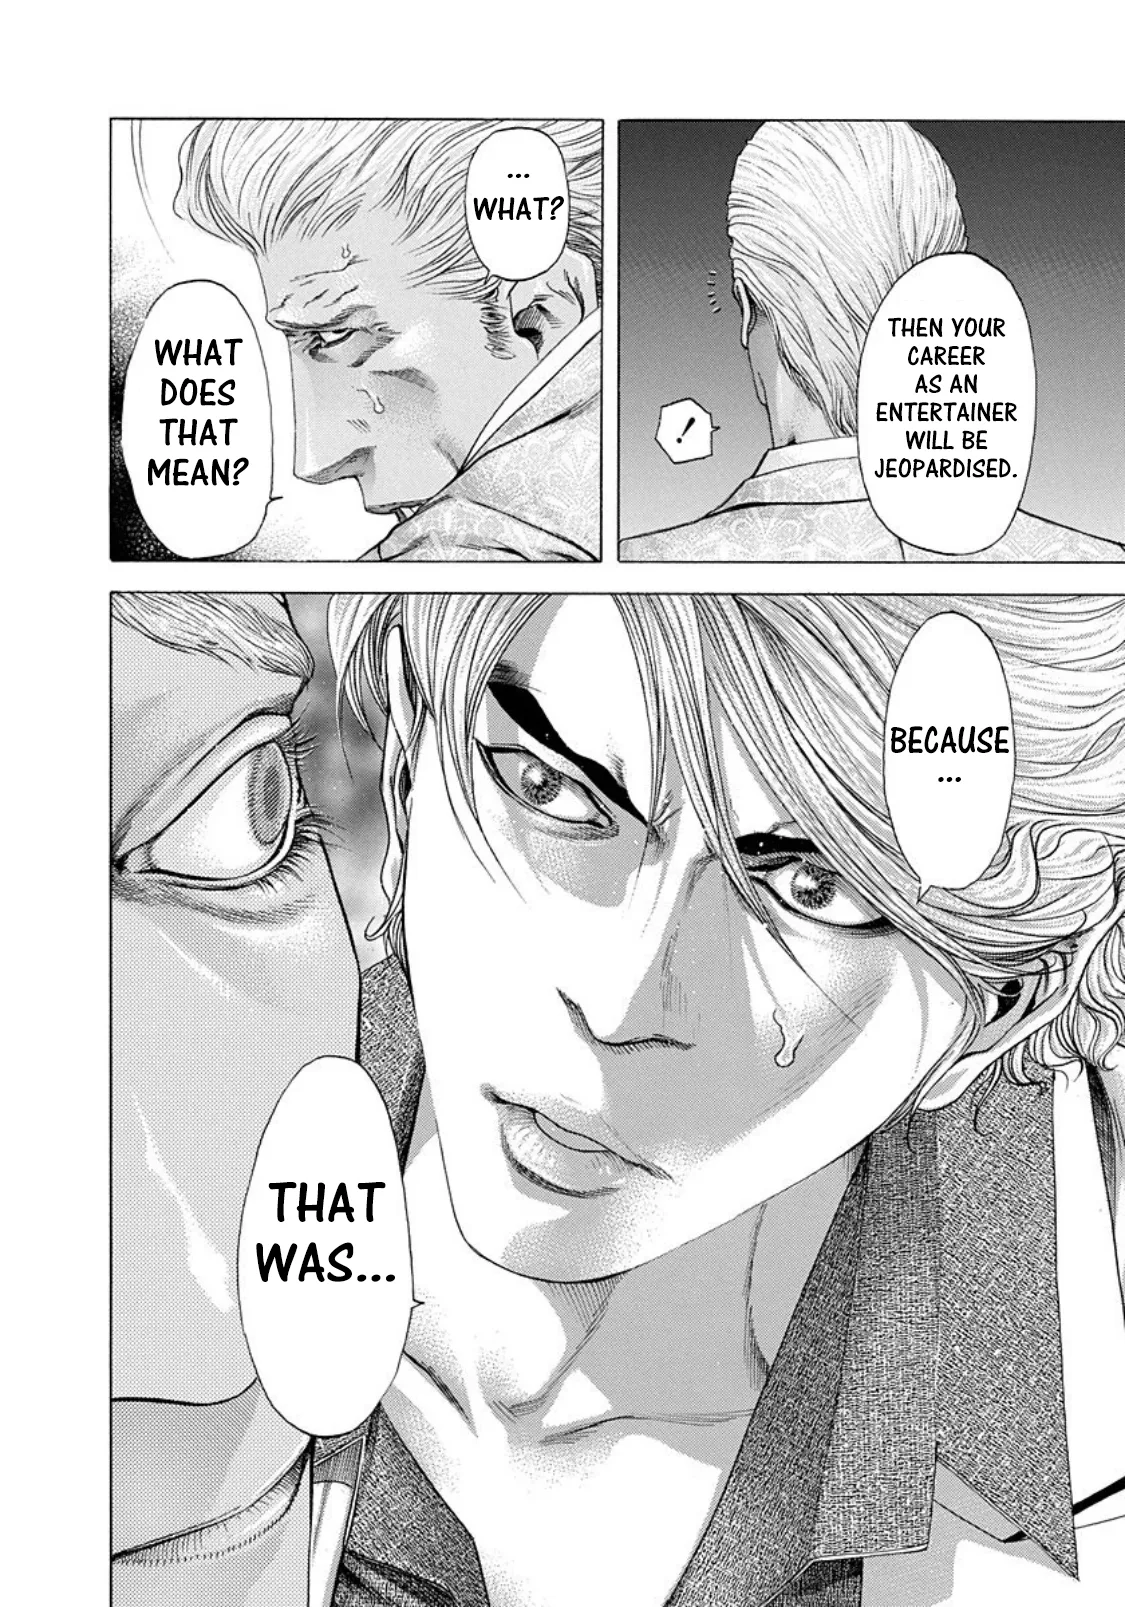 THEN YOUR
CAREER
AS AN
ENTERTAINER
WILL BE
JEOPARDISED.
!
...
WHAT?
WHAT
DOES
THAT
MEAN?
BECAUSE
...
THAT
WAS...